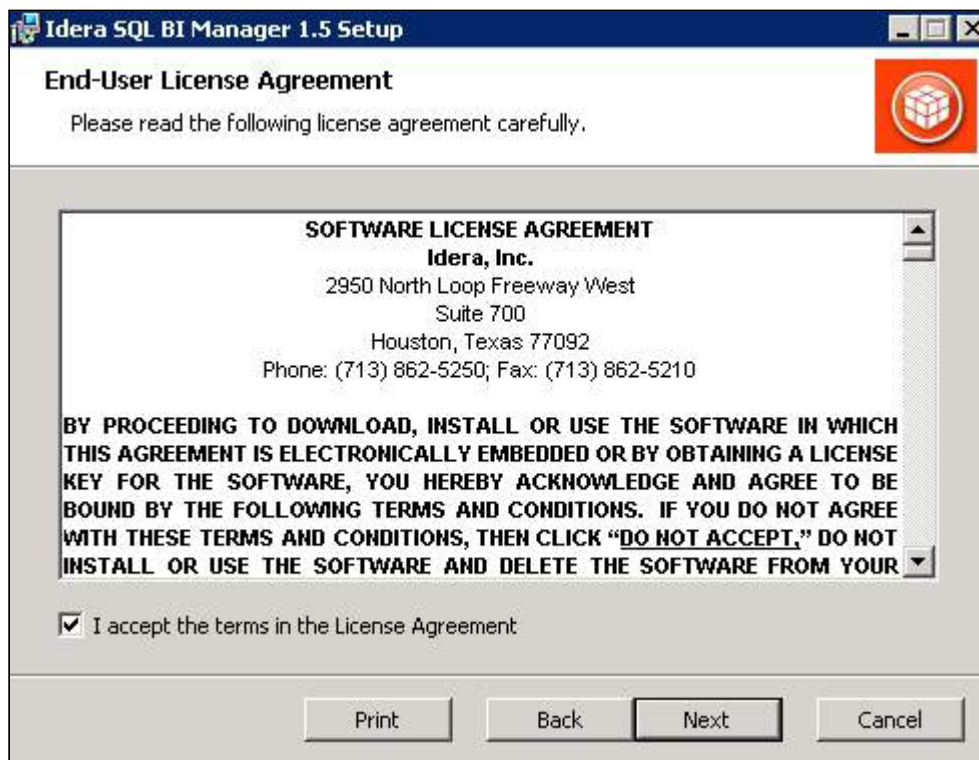 Idera SQL BI Manager 1.5 Setup
End-User License Agreement
Please read the following license agreement carefully.
SOFTWARE LICENSE AGREEMENT
Idera, Inc.
2950 North Loop Freeway West
Suite 700
Houston, Texas 77092
Phone: (713) 862-5250; Fax: (713) 862-5210
BY PROCEEDING TO DOWNLOAD, INSTALL OR USE THE SOFTWARE IN WHICH
THIS AGREEMENT IS ELECTRONICALLY EMBEDDED OR BY OBTAINING A LICENSE
KEY FOR THE SOFTWARE, YOU HEREBY ACKNOWLEDGE AND AGREE TO BE
BOUND BY THE FOLLOWING TERMS AND CONDITIONS. IF YOU DO NOT AGREE
WITH THESE TERMS AND CONDITIONS, THEN CLICK “DO NOT ACCEPT,” DO NOT
INSTALL OR USE THE SOFTWARE AND DELETE THE SOFTWARE FROM YOUR
I accept the terms in the License Agreement
Print Back Next Cancel